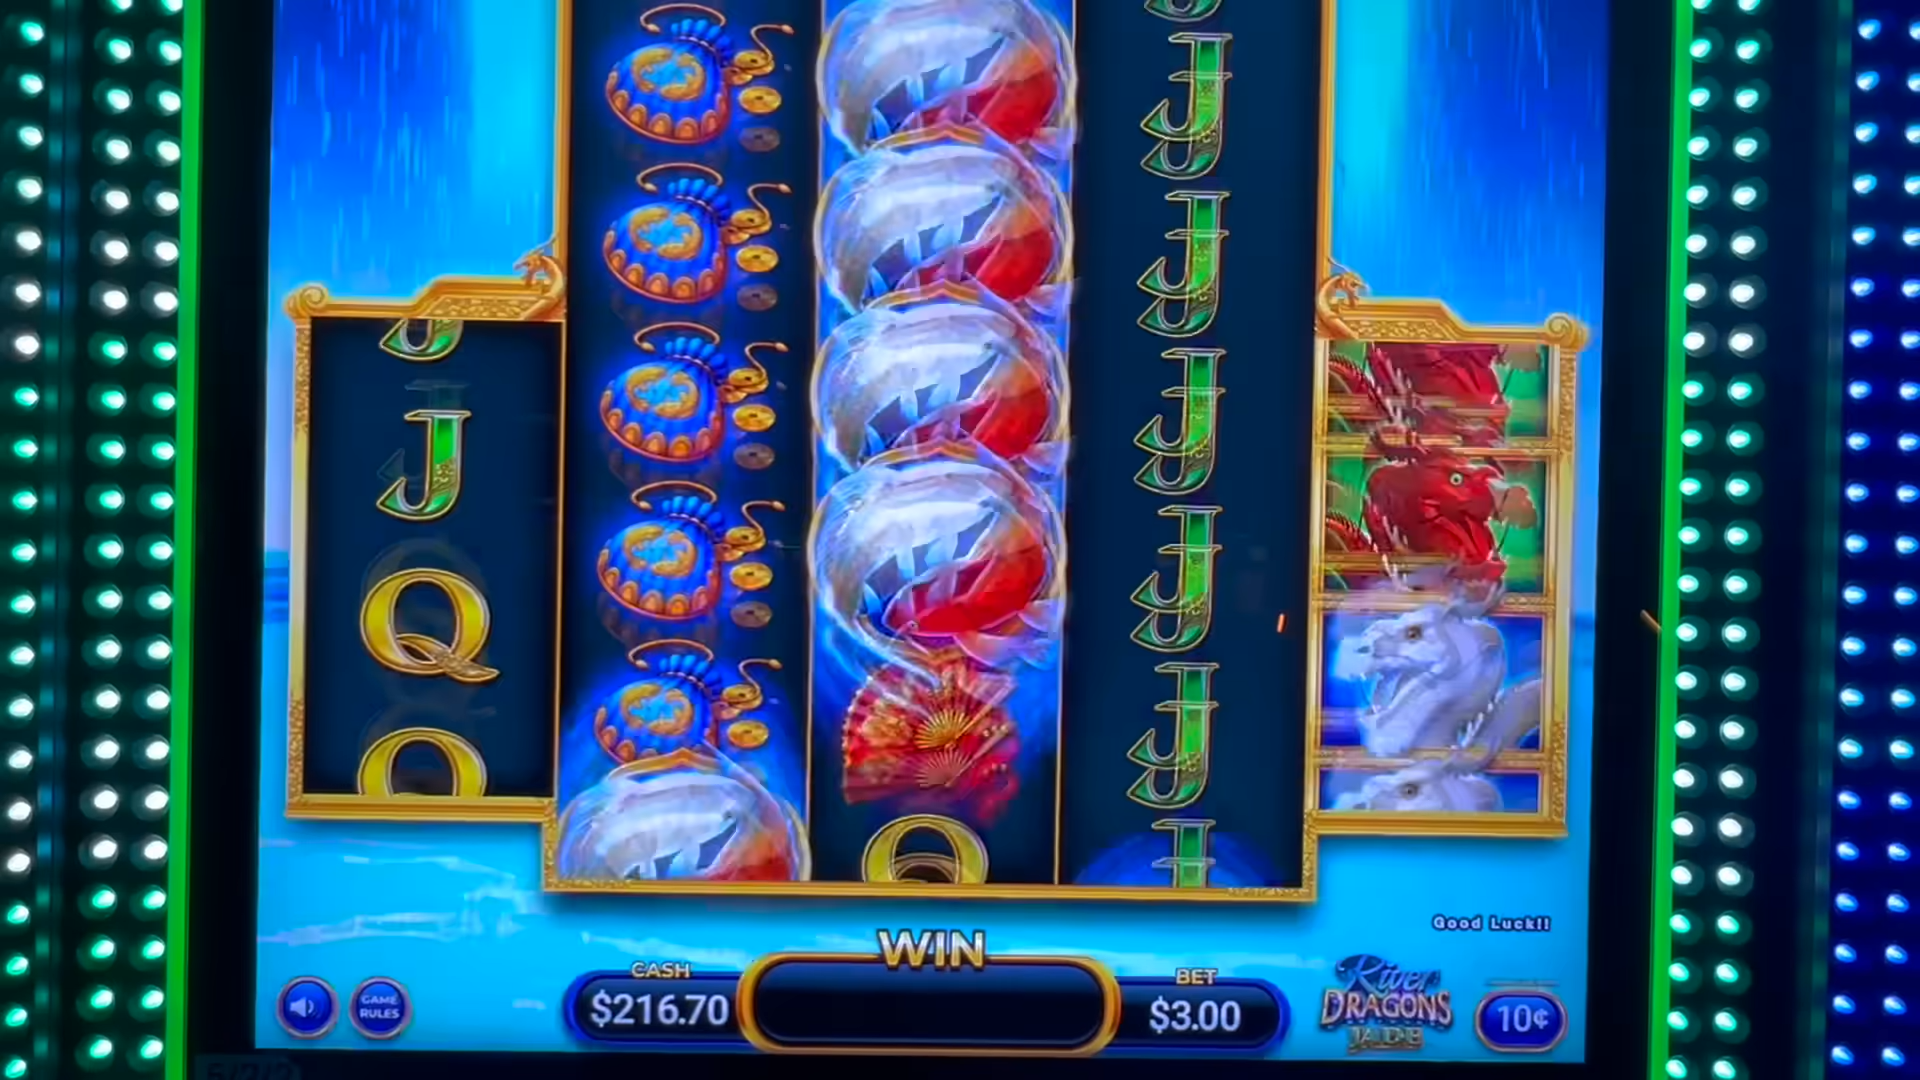 J
J
J
J
J
J
J
J
Q
J
Q
Q
WIN
Good Luck!!
CASH
$216.70
BET
$3.00
GAME
RULES
River
DRAGONS
JADE
10¢